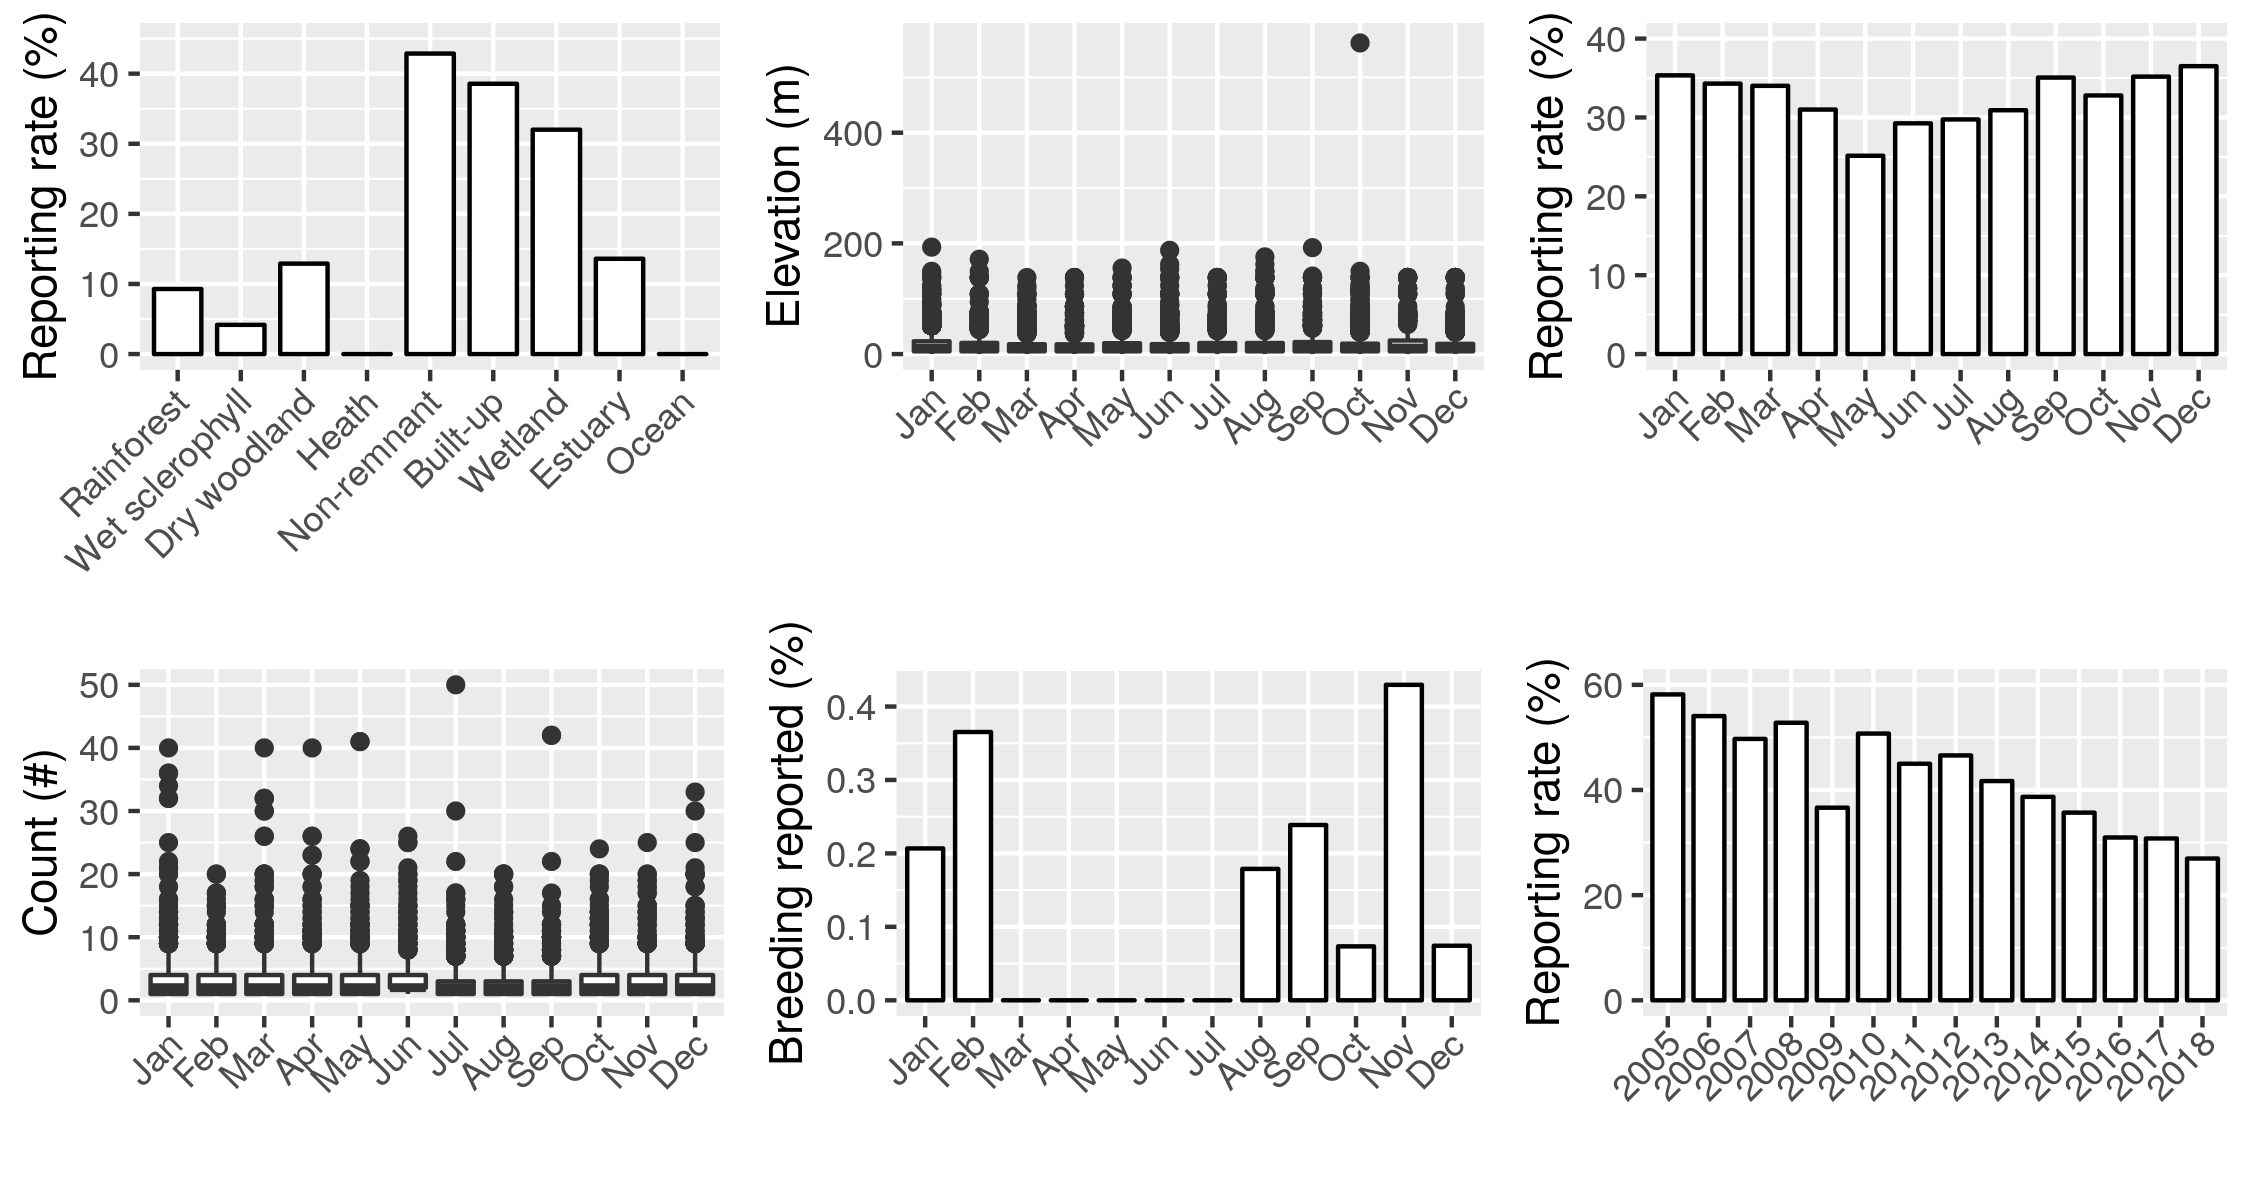 Reporting rate (%)
40
30
20
10
0
Rainforest
Wet sclerophyll
Dry woodland
Heath
Non-remnant
Built-up
Wetland
Estuary
Ocean
Elevation (m)
400
200
0
Jan
Feb
Mar
Apr
May
Jun
Jul
Aug
Sep
Oct
Nov
Dec
Reporting rate (%)
40
30
20
10
0
Jan
Feb
Mar
Apr
May
Jun
Jul
Aug
Sep
Oct
Nov
Dec
Count (#)
50
40
30
20
10
0
Jan
Feb
Mar
Apr
May
Jun
Jul
Aug
Sep
Oct
Nov
Dec
Breeding reported (%)
0.4
0.3
0.2
0.1
0.0
Jan
Feb
Mar
Apr
May
Jun
Jul
Aug
Sep
Oct
Nov
Dec
Reporting rate (%)
60
40
20
0
2005
2006
2007
2008
2009
2010
2011
2012
2013
2014
2015
2016
2017
2018